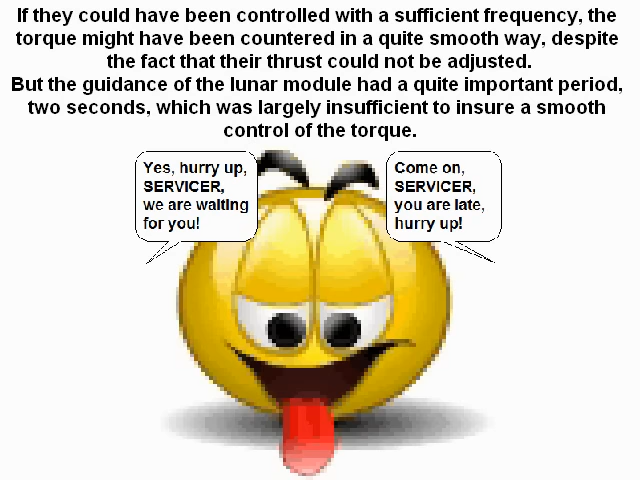 If they could have been controlled with a sufficient frequency, the
torque might have been countered in a quite smooth way, despite
the fact that their thrust could not be adjusted.
But the guidance of the lunar module had a quite important period,
two seconds, which was largely insufficient to insure a smooth
control of the torque.
Yes, hurry up,
SERVICER,
we are waiting
for you!
Come on,
SERVICER,
you are late,
hurry up!